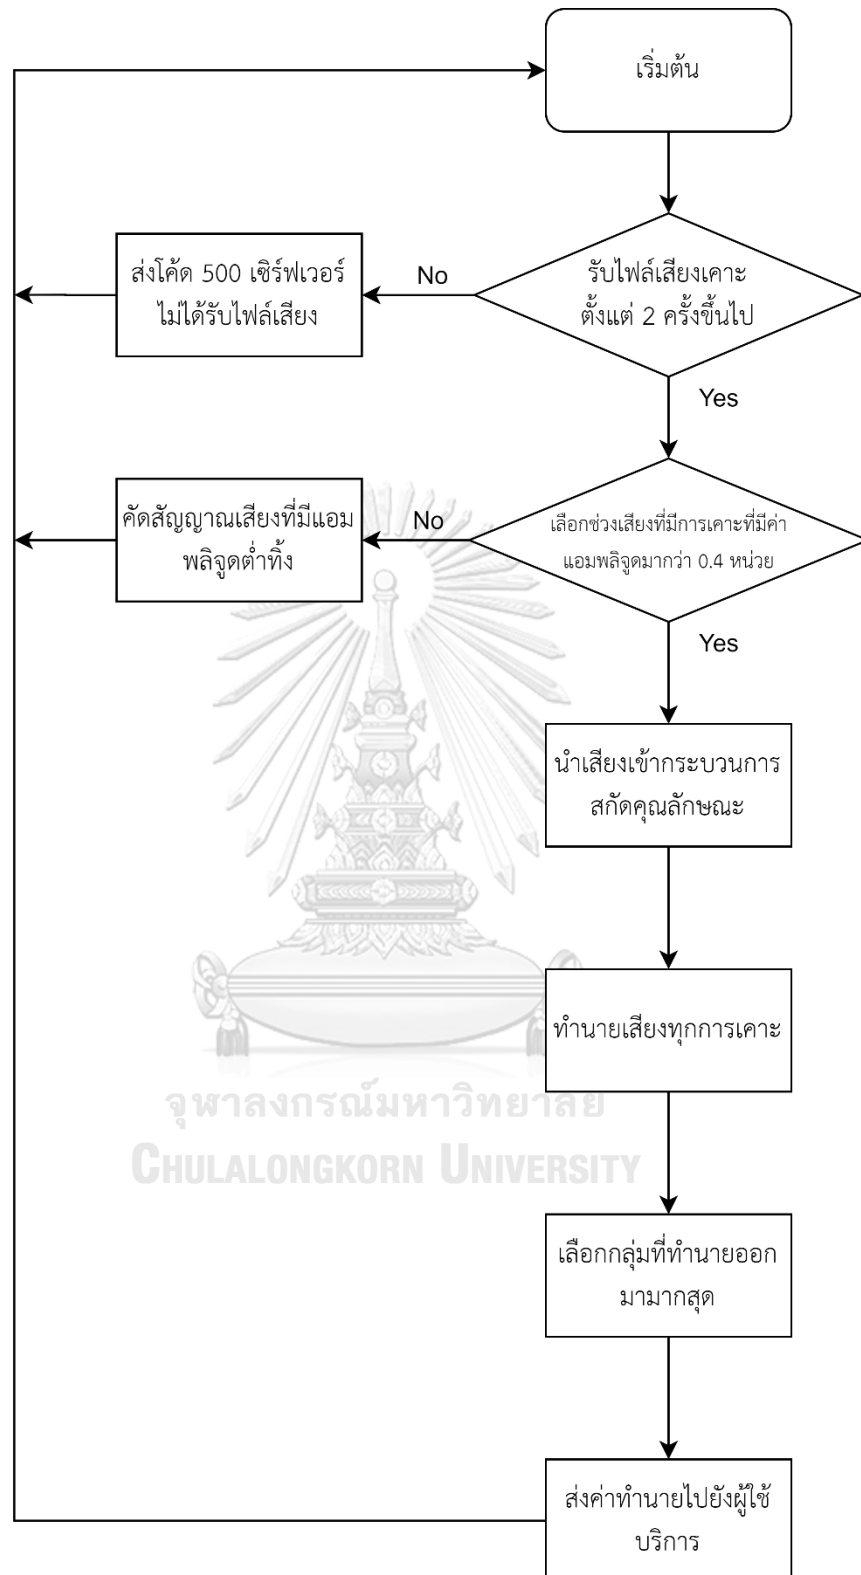 เริ่มต้น
รับไฟล์เสียงเคาะ
ตั้งแต่ 2 ครั้งขึ้นไป
No
ส่งโค้ด 500 เซิร์ฟเวอร์
ไม่ได้รับไฟล์เสียง
Yes
เลือกช่วงเสียงที่มีการเคาะที่มีค่า
แอมพลิจูดมากว่า 0.4 หน่วย
No
คัดสัญญาณเสียงที่มีแอม
พลิจูดต่ำทิ้ง
Yes
นำเสียงเข้ากระบวนการ
สกัดคุณลักษณะ
ทำนายเสียงทุกการเคาะ
จุฬาลงกรณ์มหาวิทยาลัย
CHULALONGKORN UNIVERSITY
เลือกกลุ่มที่ทำนายออก
มามากสุด
ส่งค่าทำนายไปยังผู้ใช้
บริการ